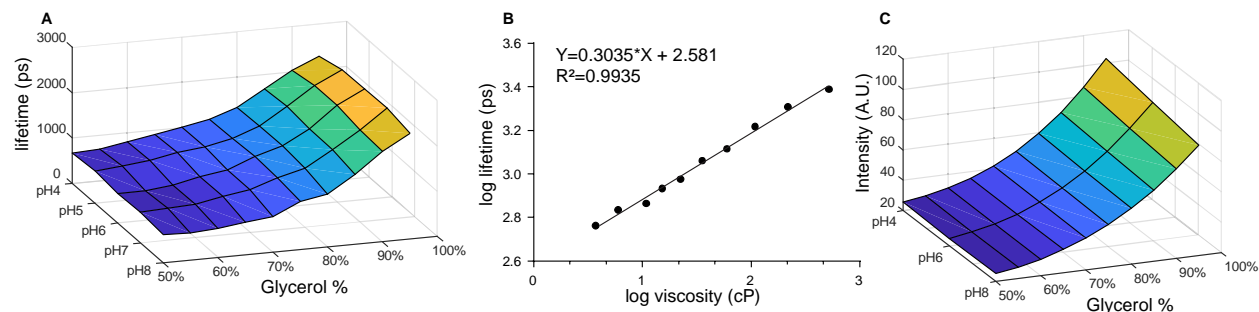 A
3000
2000
1000
0
lifetime (ps)
pH4
pH5
pH6
pH7
pH8
50%
60%
70%
80%
90%
100%
Glycerol %
B
Y=0.3035*X + 2.581
R²=0.9935
3.6
3.4
3.2
3.0
2.8
2.6
log lifetime (ps)
0
1
2
3
log viscosity (cP)
C
120
100
80
60
40
20
Intensity (A.U.)
pH4
pH6
pH8
50%
60%
70%
80%
90%
100%
Glycerol %